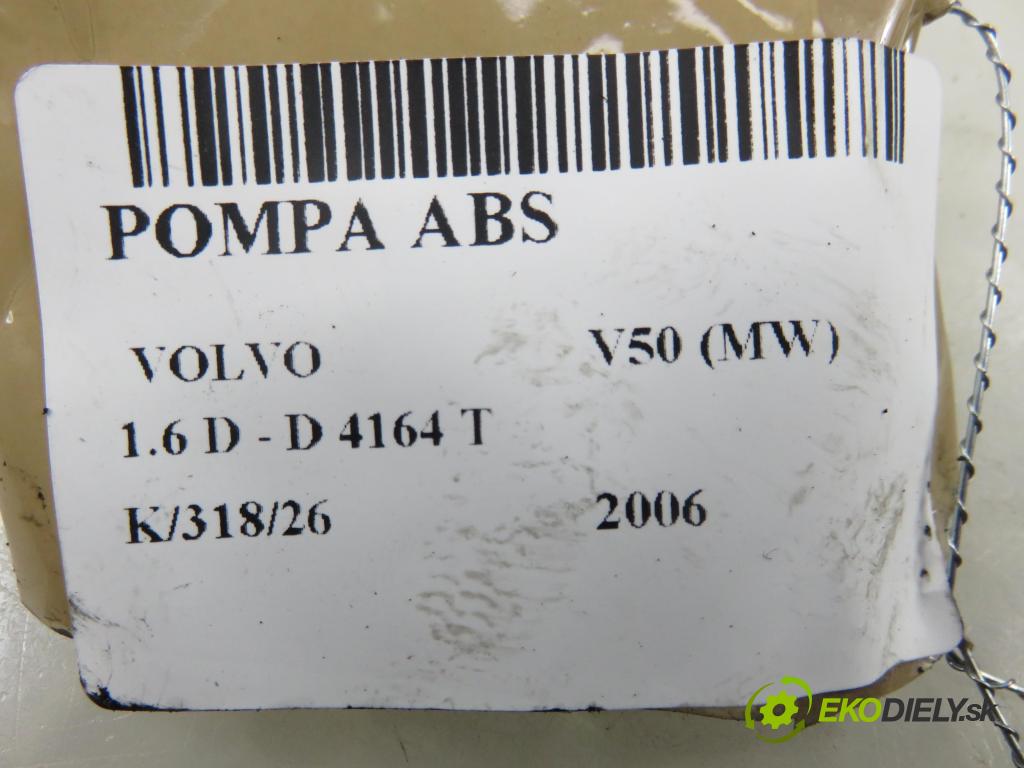 POMPA ABS
VOLVO V50 (MW)
1.6 D - D 4164 T
K/318/26 2006
EKODIELY.sk